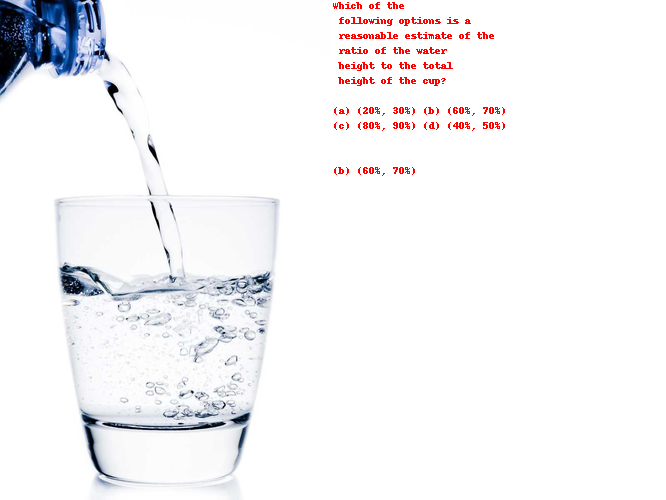 Which of the
following options is a
reasonable estimate of the
ratio of the water
height to the total
height of the cup?
(a) (20%, 30%) (b) (60%, 70%)
(c) (80%, 90%) (d) (40%, 50%)
(b) (60%, 70%)